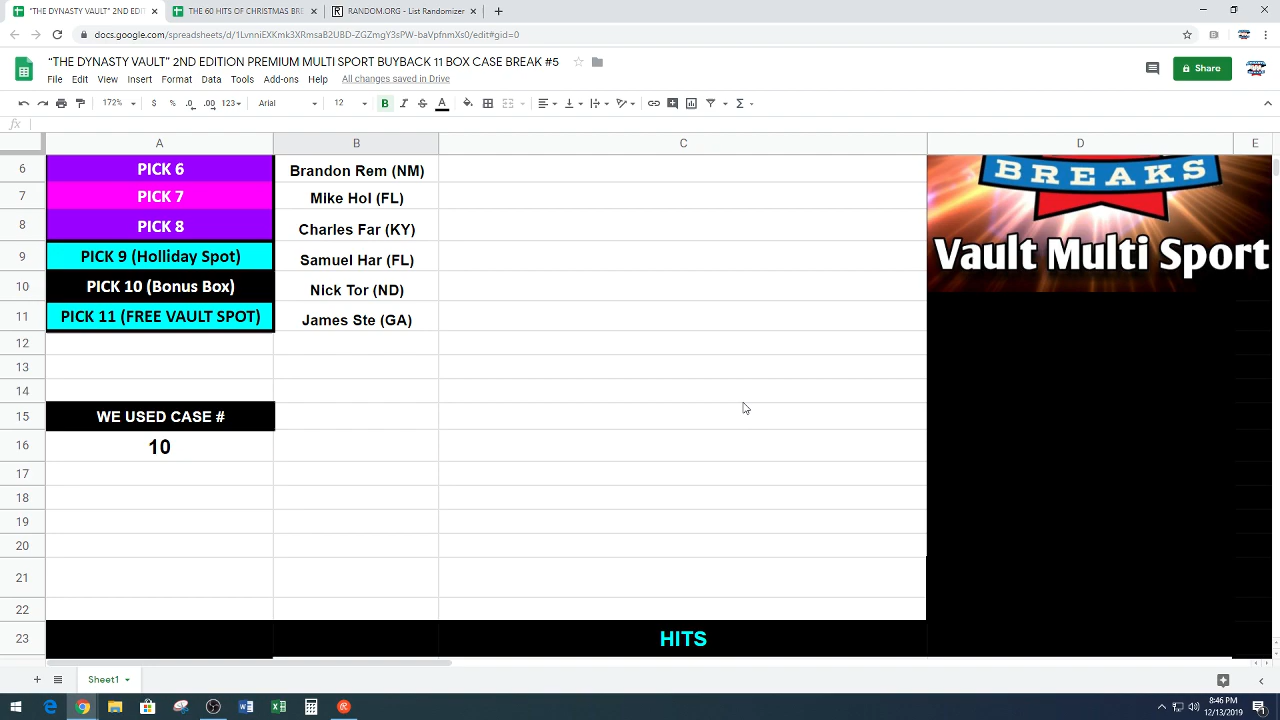 "THE DYNASTY VAULT" 2ND EDIT
THE 60 HITS OF CHRISTMAS BRE
RANDOM.ORG - List Randomizer
docs.google.com/spreadsheets/d/1LvnniEXKmk3XRmsaB2UBD-ZGZmgY3sPW-baVpfnmXs0/edit#gid=0
"THE DYNASTY VAULT" 2ND EDITION PREMIUM MULTI SPORT BUYBACK 11 BOX CASE BREAK #5
File Edit View Insert Format Data Tools Add-ons Help All changes saved in Drive
Share
172% $ % .0 .00 123 Arial 12 B I S A
fx
A B C D E
6 PICK 6 Brandon Rem (NM)
7 PICK 7 Mike Hol (FL)
8 PICK 8 Charles Far (KY)
9 PICK 9 (Holliday Spot) Samuel Har (FL)
10 PICK 10 (Bonus Box) Nick Tor (ND)
11 PICK 11 (FREE VAULT SPOT) James Ste (GA)
BREAKS
Vault Multi Sport
12
13
14
15 WE USED CASE #
16 10
17
18
19
20
21
22
23 HITS
Sheet1
8:46 PM
12/13/2019